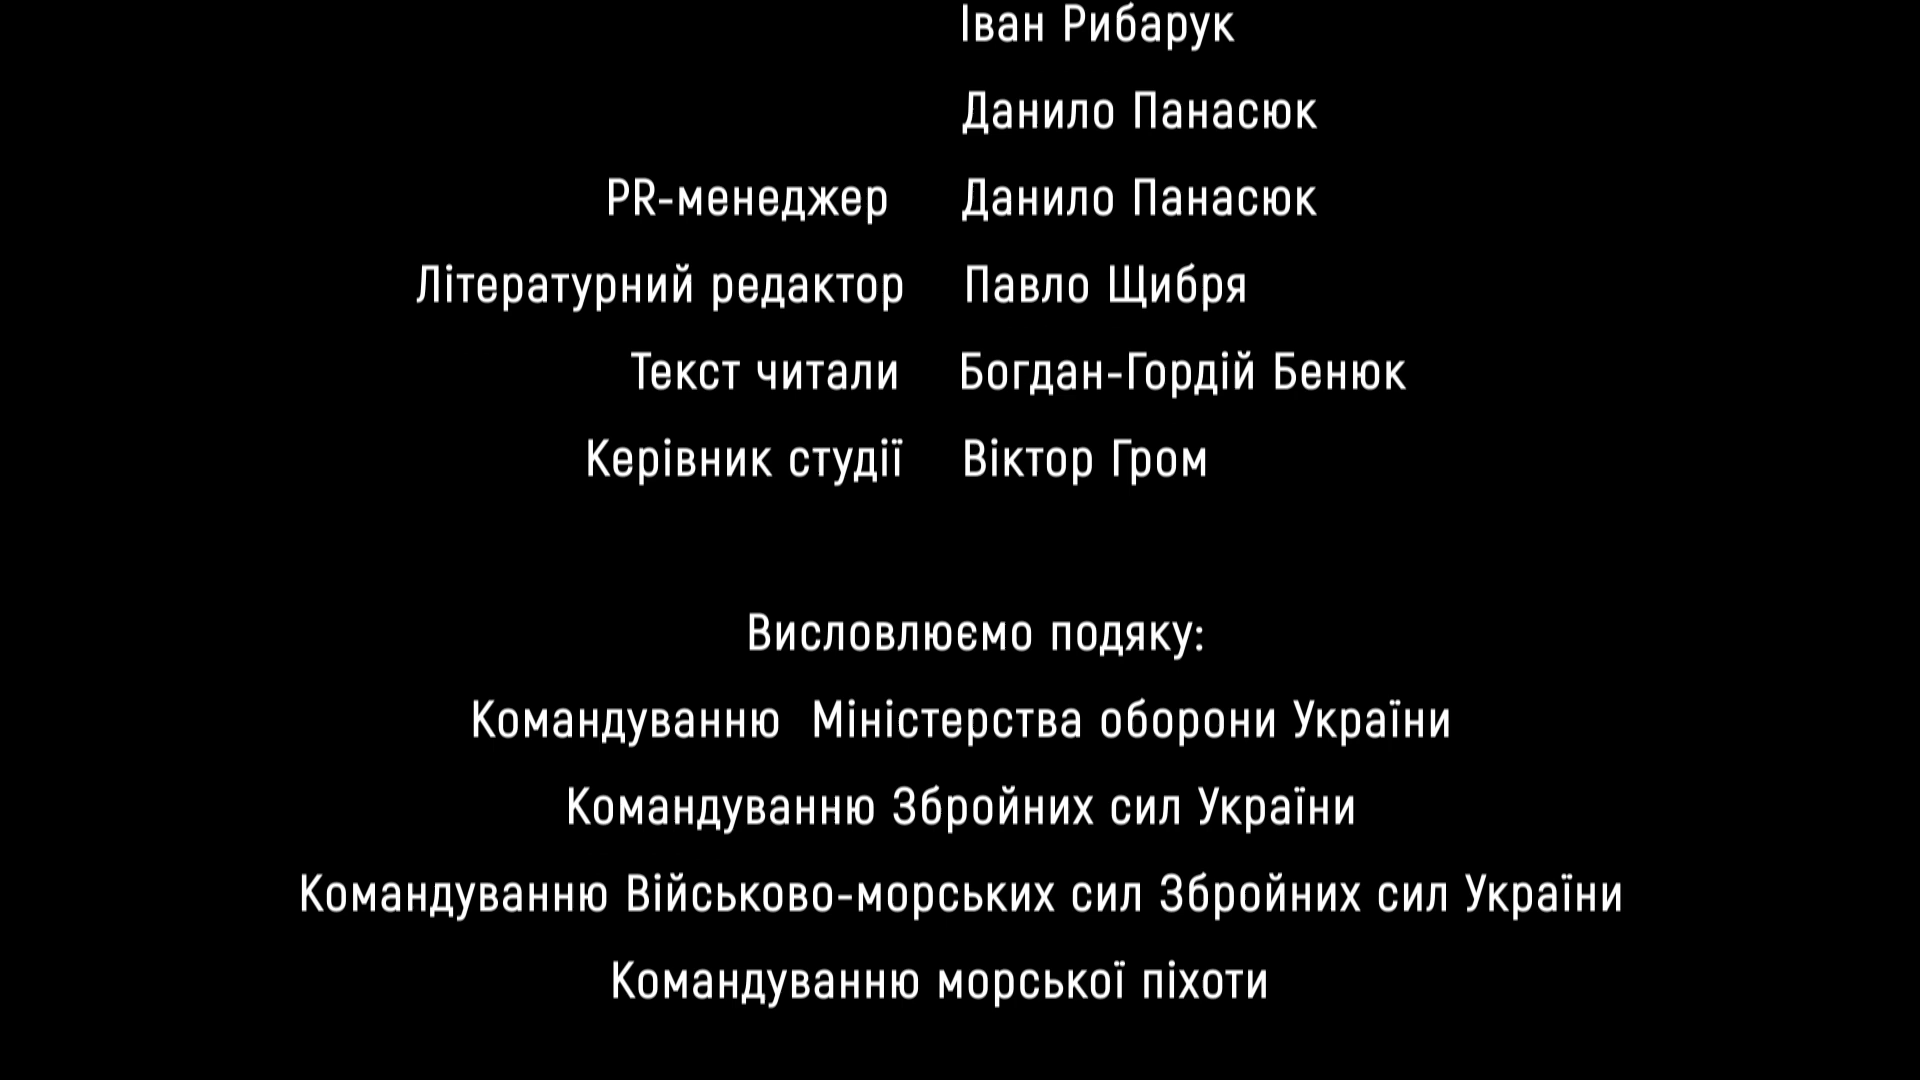 Іван Рибарук
Данило Панасюк
PR-менеджер Данило Панасюк
Літературний редактор Павло Щибря
Текст читали Богдан-Гордій Бенюк
Керівник студії Віктор Гром
Висловлюємо подяку:
Командуванню Міністерства оборони України
Командуванню Збройних сил України
Командуванню Військово-морських сил Збройних сил України
Командуванню морської піхоти